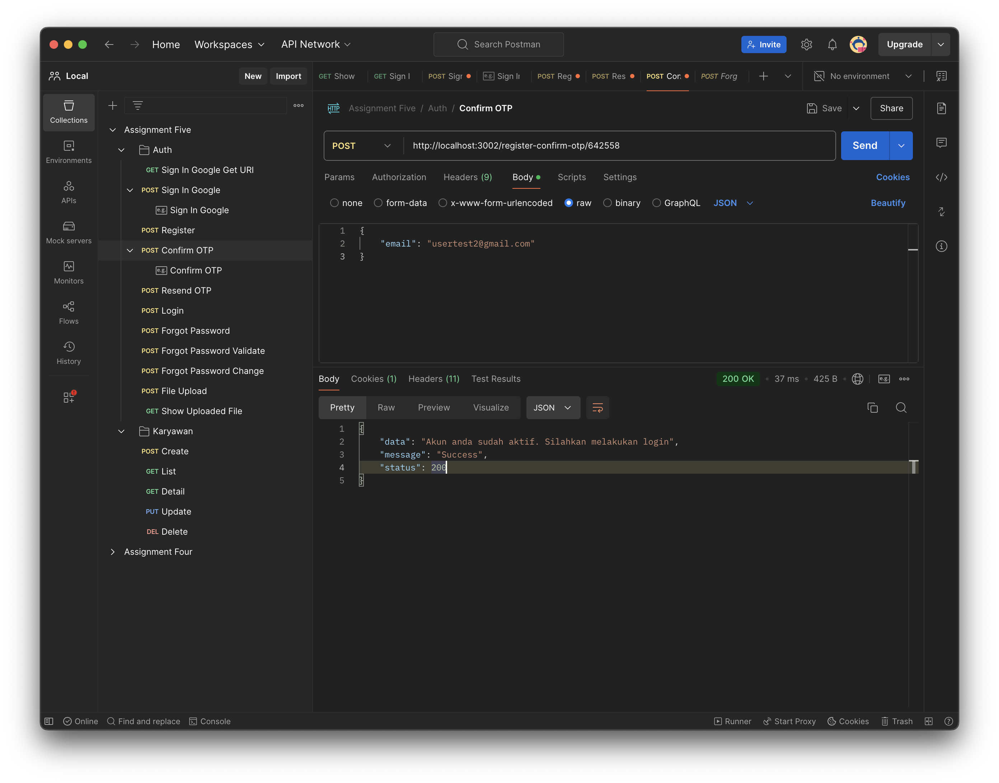 Home Workspaces API Network Search Postman Invite Upgrade
Local New Import
GET Show GET Sign I POST Sigr e.g. Sign Ir POST Reg POST Res POST Con POST Forg No environment
Collections
Environments
APIs
Mock servers
Monitors
Flows
History
Assignment Five
Auth
GET Sign In Google Get URI
POST Sign In Google
e.g. Sign In Google
POST Register
POST Confirm OTP
e.g. Confirm OTP
POST Resend OTP
POST Login
POST Forgot Password
POST Forgot Password Validate
POST Forgot Password Change
POST File Upload
GET Show Uploaded File
Karyawan
POST Create
GET List
GET Detail
PUT Update
DEL Delete
Assignment Four
HTTP Assignment Five / Auth / Confirm OTP Save Share
POST http://localhost:3002/register-confirm-otp/642558 Send
Params Authorization Headers (9) Body Scripts Settings Cookies
none form-data x-www-form-urlencoded raw binary GraphQL JSON Beautify
1 {
2 "email": "usertest2@gmail.com"
3 }
Body Cookies (1) Headers (11) Test Results 200 OK • 37 ms • 425 B • e.g.
Pretty Raw Preview Visualize JSON
1 {
2 "data": "Akun anda sudah aktif. Silahkan melakukan login",
3 "message": "Success",
4 "status": 200
5 }
Online Find and replace Console Runner Start Proxy Cookies Trash